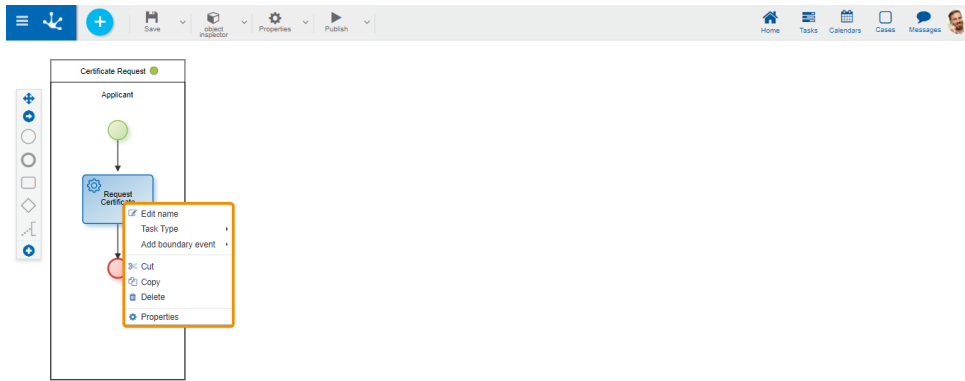 Save
object
inspector
Properties
Publish
Home
Tasks
Calendars
Cases
Messages
Certificate Request
Applicant
Request
Certificate
Edit name
Task Type
Add boundary event
Cut
Copy
Delete
Properties